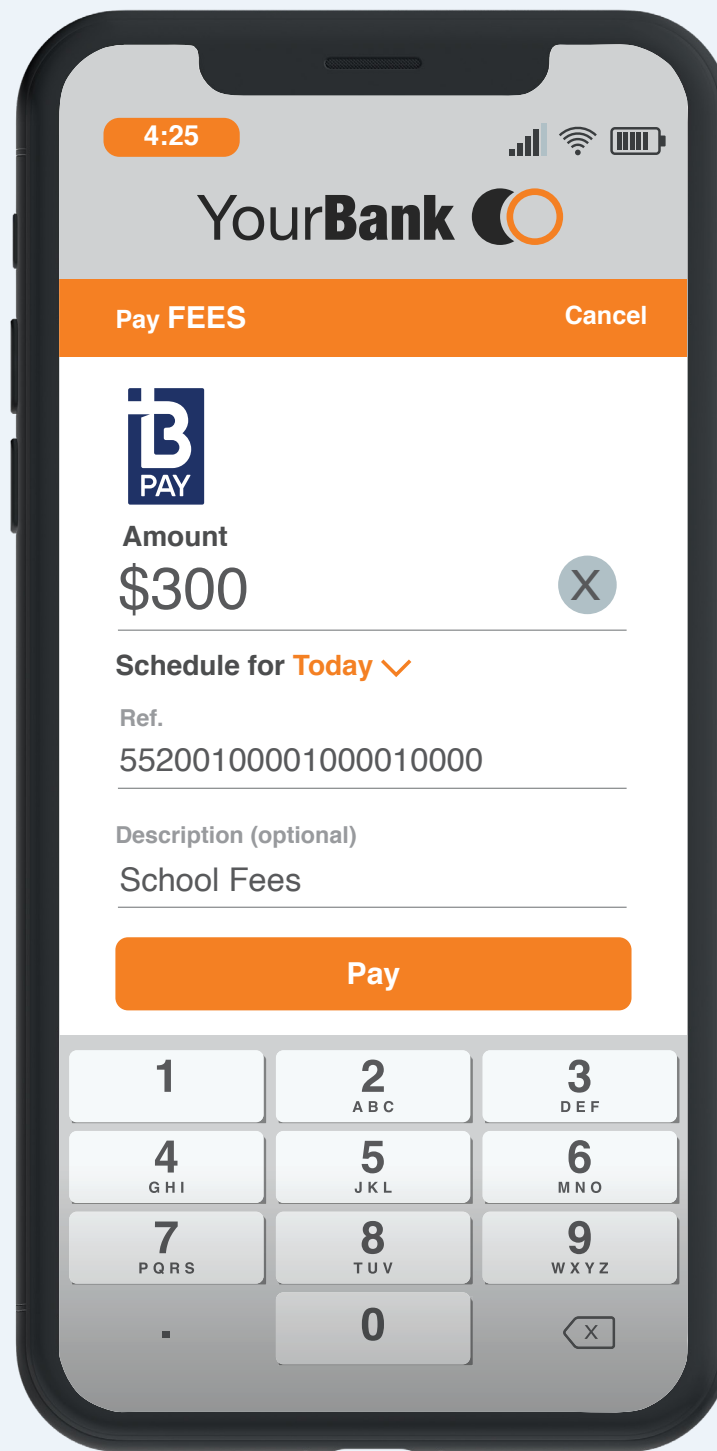 4:25
YourBank
Pay FEES Cancel
B
PAY
Amount
$300 X
Schedule for Today
Ref.
55200100001000010000
Description (optional)
School Fees
Pay
1 2 3
ABC DEF
4 5 6
GHI JKL MNO
7 8 9
PQRS TUV WXYZ
. 0 X